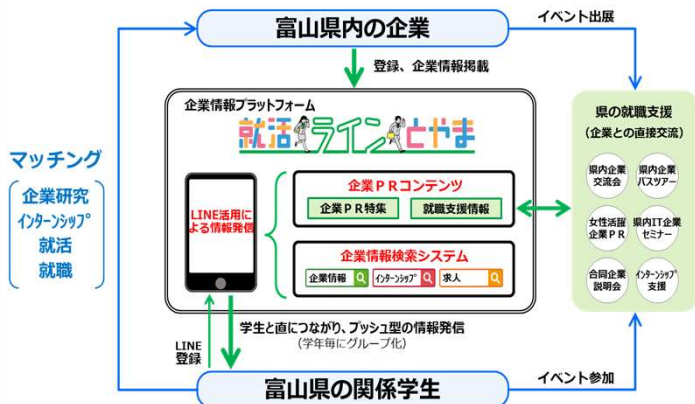 富山県内の企業
イベント出展
登録、企業情報掲載
企業情報プラットフォーム
就活ラインとやま
マッチング
企業研究
インターンシップ
就活
就職
LINE活用に
よる情報発信
企業PRコンテンツ
企業PR特集
就職支援情報
企業情報検索システム
企業情報
インターンシップ
求人
県の就職支援
(企業との直接交流)
県内企業
交流会
県内企業
バスツアー
女性活躍
企業PR
県内IT企業
セミナー
合同企業
説明会
インターンシップ
支援
学生と直につながり、プッシュ型の情報発信
(学年毎にグループ化)
LINE
登録
富山県の関係学生
イベント参加